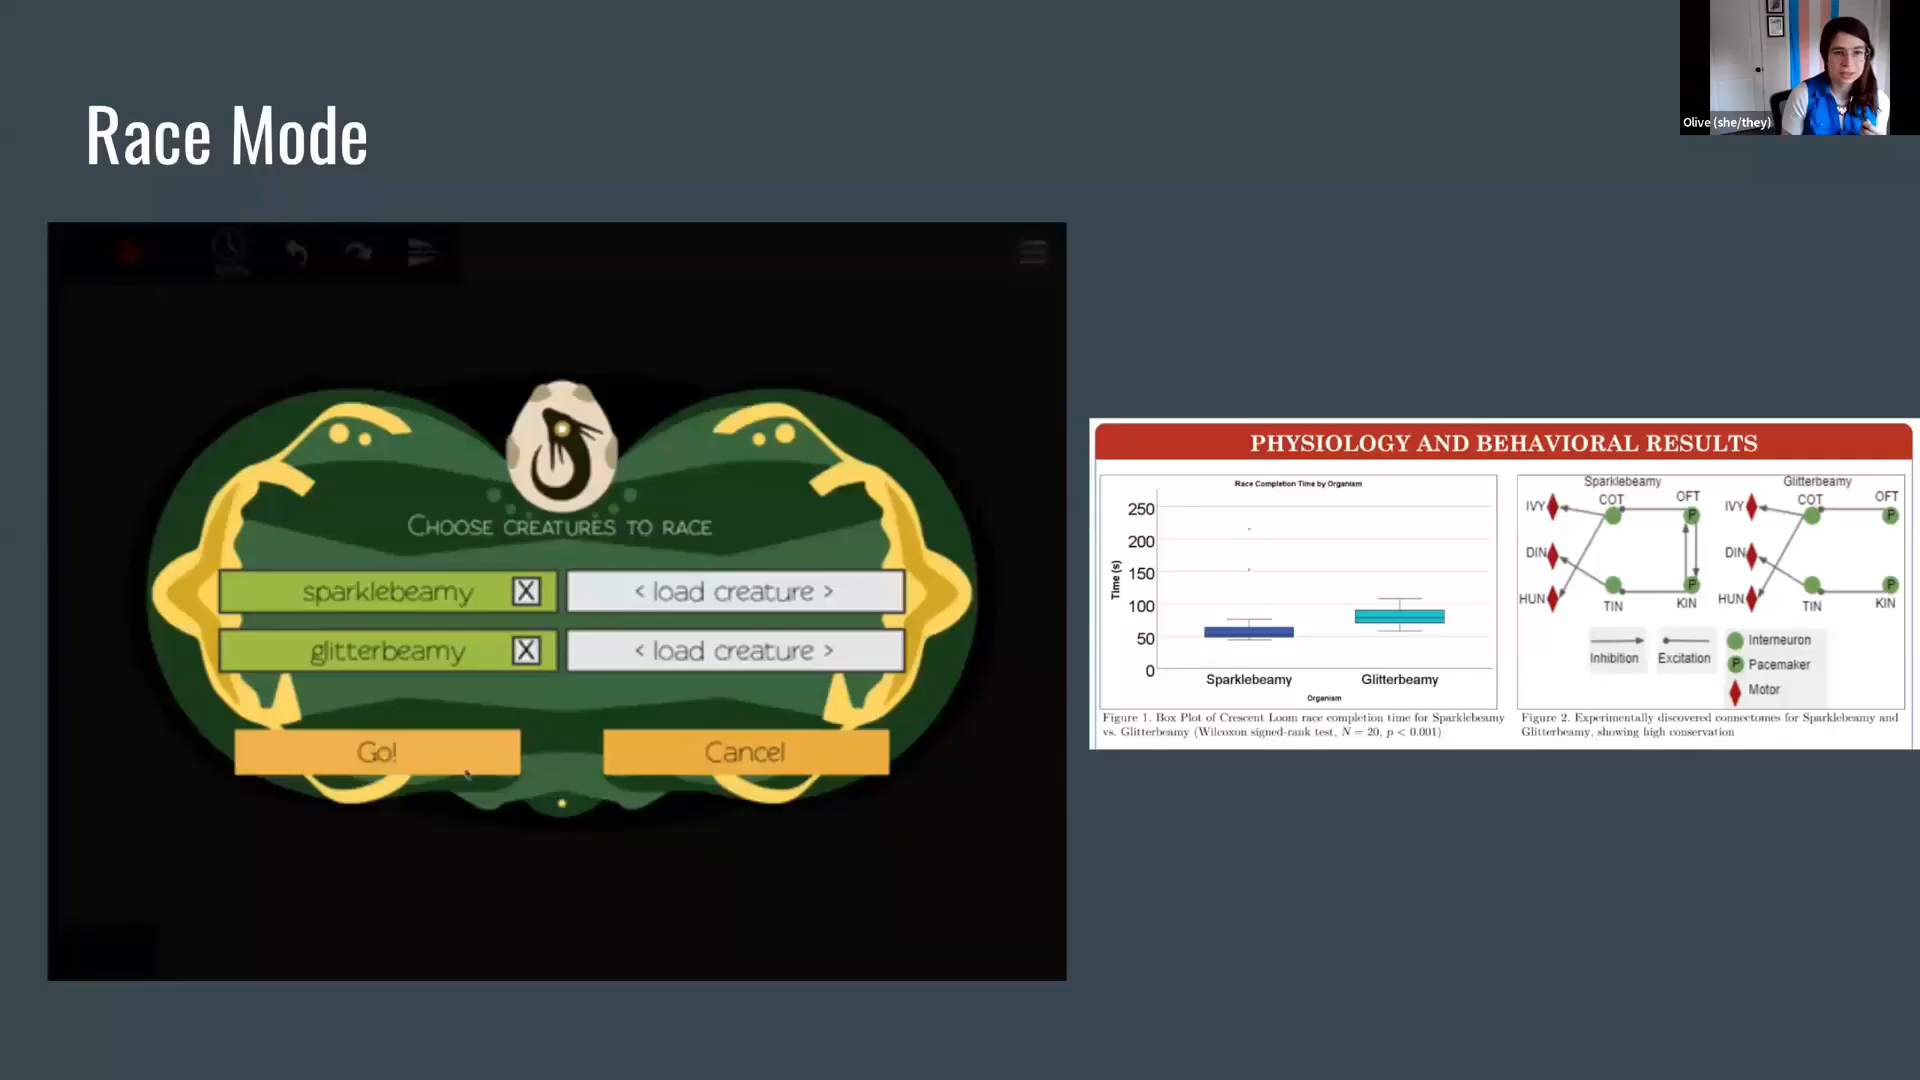 Race Mode
Olive (she/they)
CHOOSE CREATURES TO RACE
sparklebeamy X < load creature >
glitterbeamy X < load creature >
Go! Cancel
PHYSIOLOGY AND BEHAVIORAL RESULTS
Race Completion Time by Organism
Time (s)
250
200
150
100
50
0
Sparklebeamy Glitterbeamy
Organism
Figure 1. Box Plot of Crescent Loom race completion time for Sparklebeamy
vs. Glitterbeamy (Wilcoxon signed-rank test, N = 20, p < 0.001)
Sparklebeamy Glitterbeamy
IVY COT OFT P IVY COT OFT P
DIN DIN
HUN TIN KIN P HUN TIN KIN P
Inhibition Excitation
Interneuron
P Pacemaker
Motor
Figure 2. Experimentally discovered connectomes for Sparklebeamy and
Glitterbeamy, showing high conservation